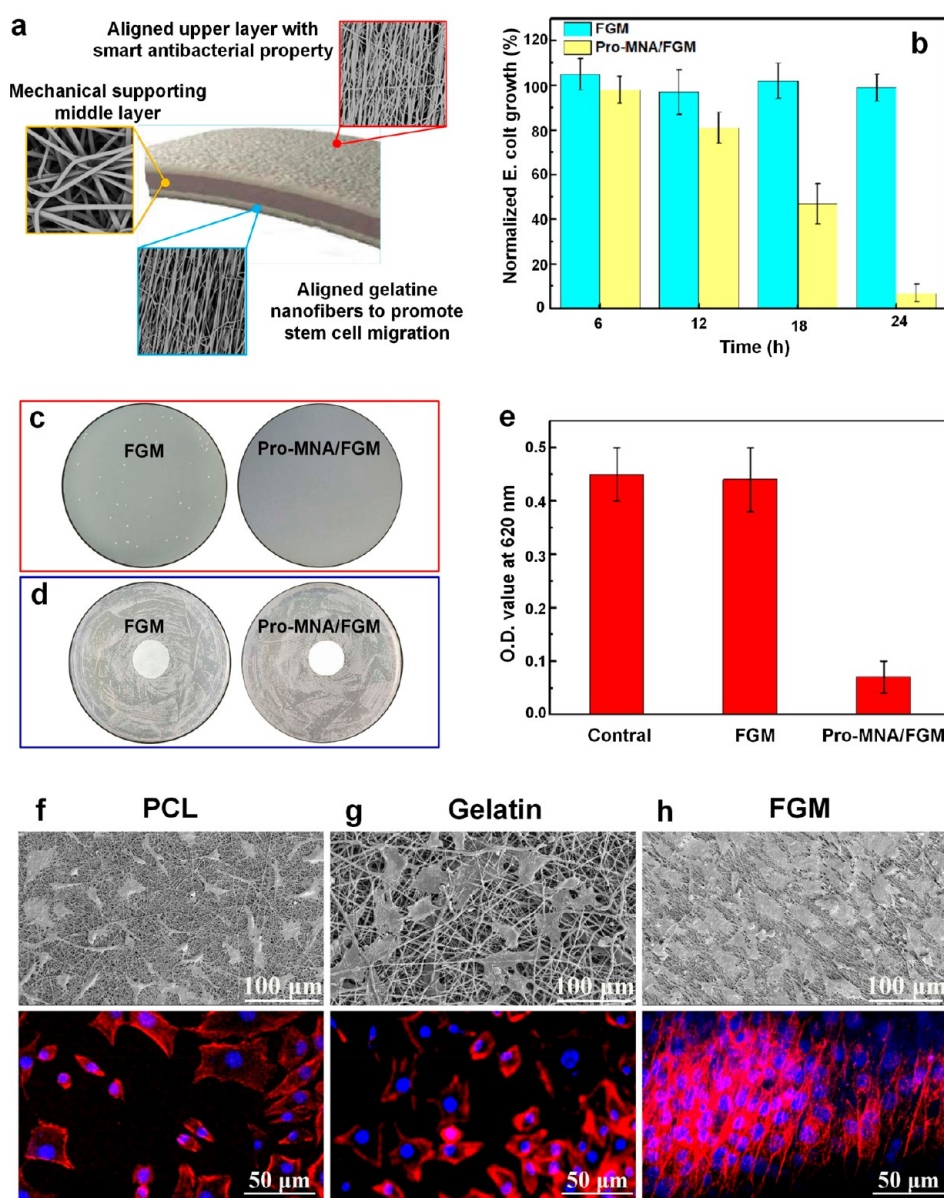 a
Aligned upper layer with
smart antibacterial property
Mechanical supporting
middle layer
Aligned gelatine
nanofibers to promote
stem cell migration
b
FGM
Pro-MNA/FGM
Normalized E. colt growth (%)
120
100
80
60
40
20
0
6
12
18
24
Time (h)
c
FGM
Pro-MNA/FGM
d
FGM
Pro-MNA/FGM
e
O.D. value at 620 nm
0.5
0.4
0.3
0.2
0.1
0.0
Contral
FGM
Pro-MNA/FGM
f
PCL
100 μm
50 μm
g
Gelatin
100 μm
50 μm
h
FGM
100 μm
50 μm